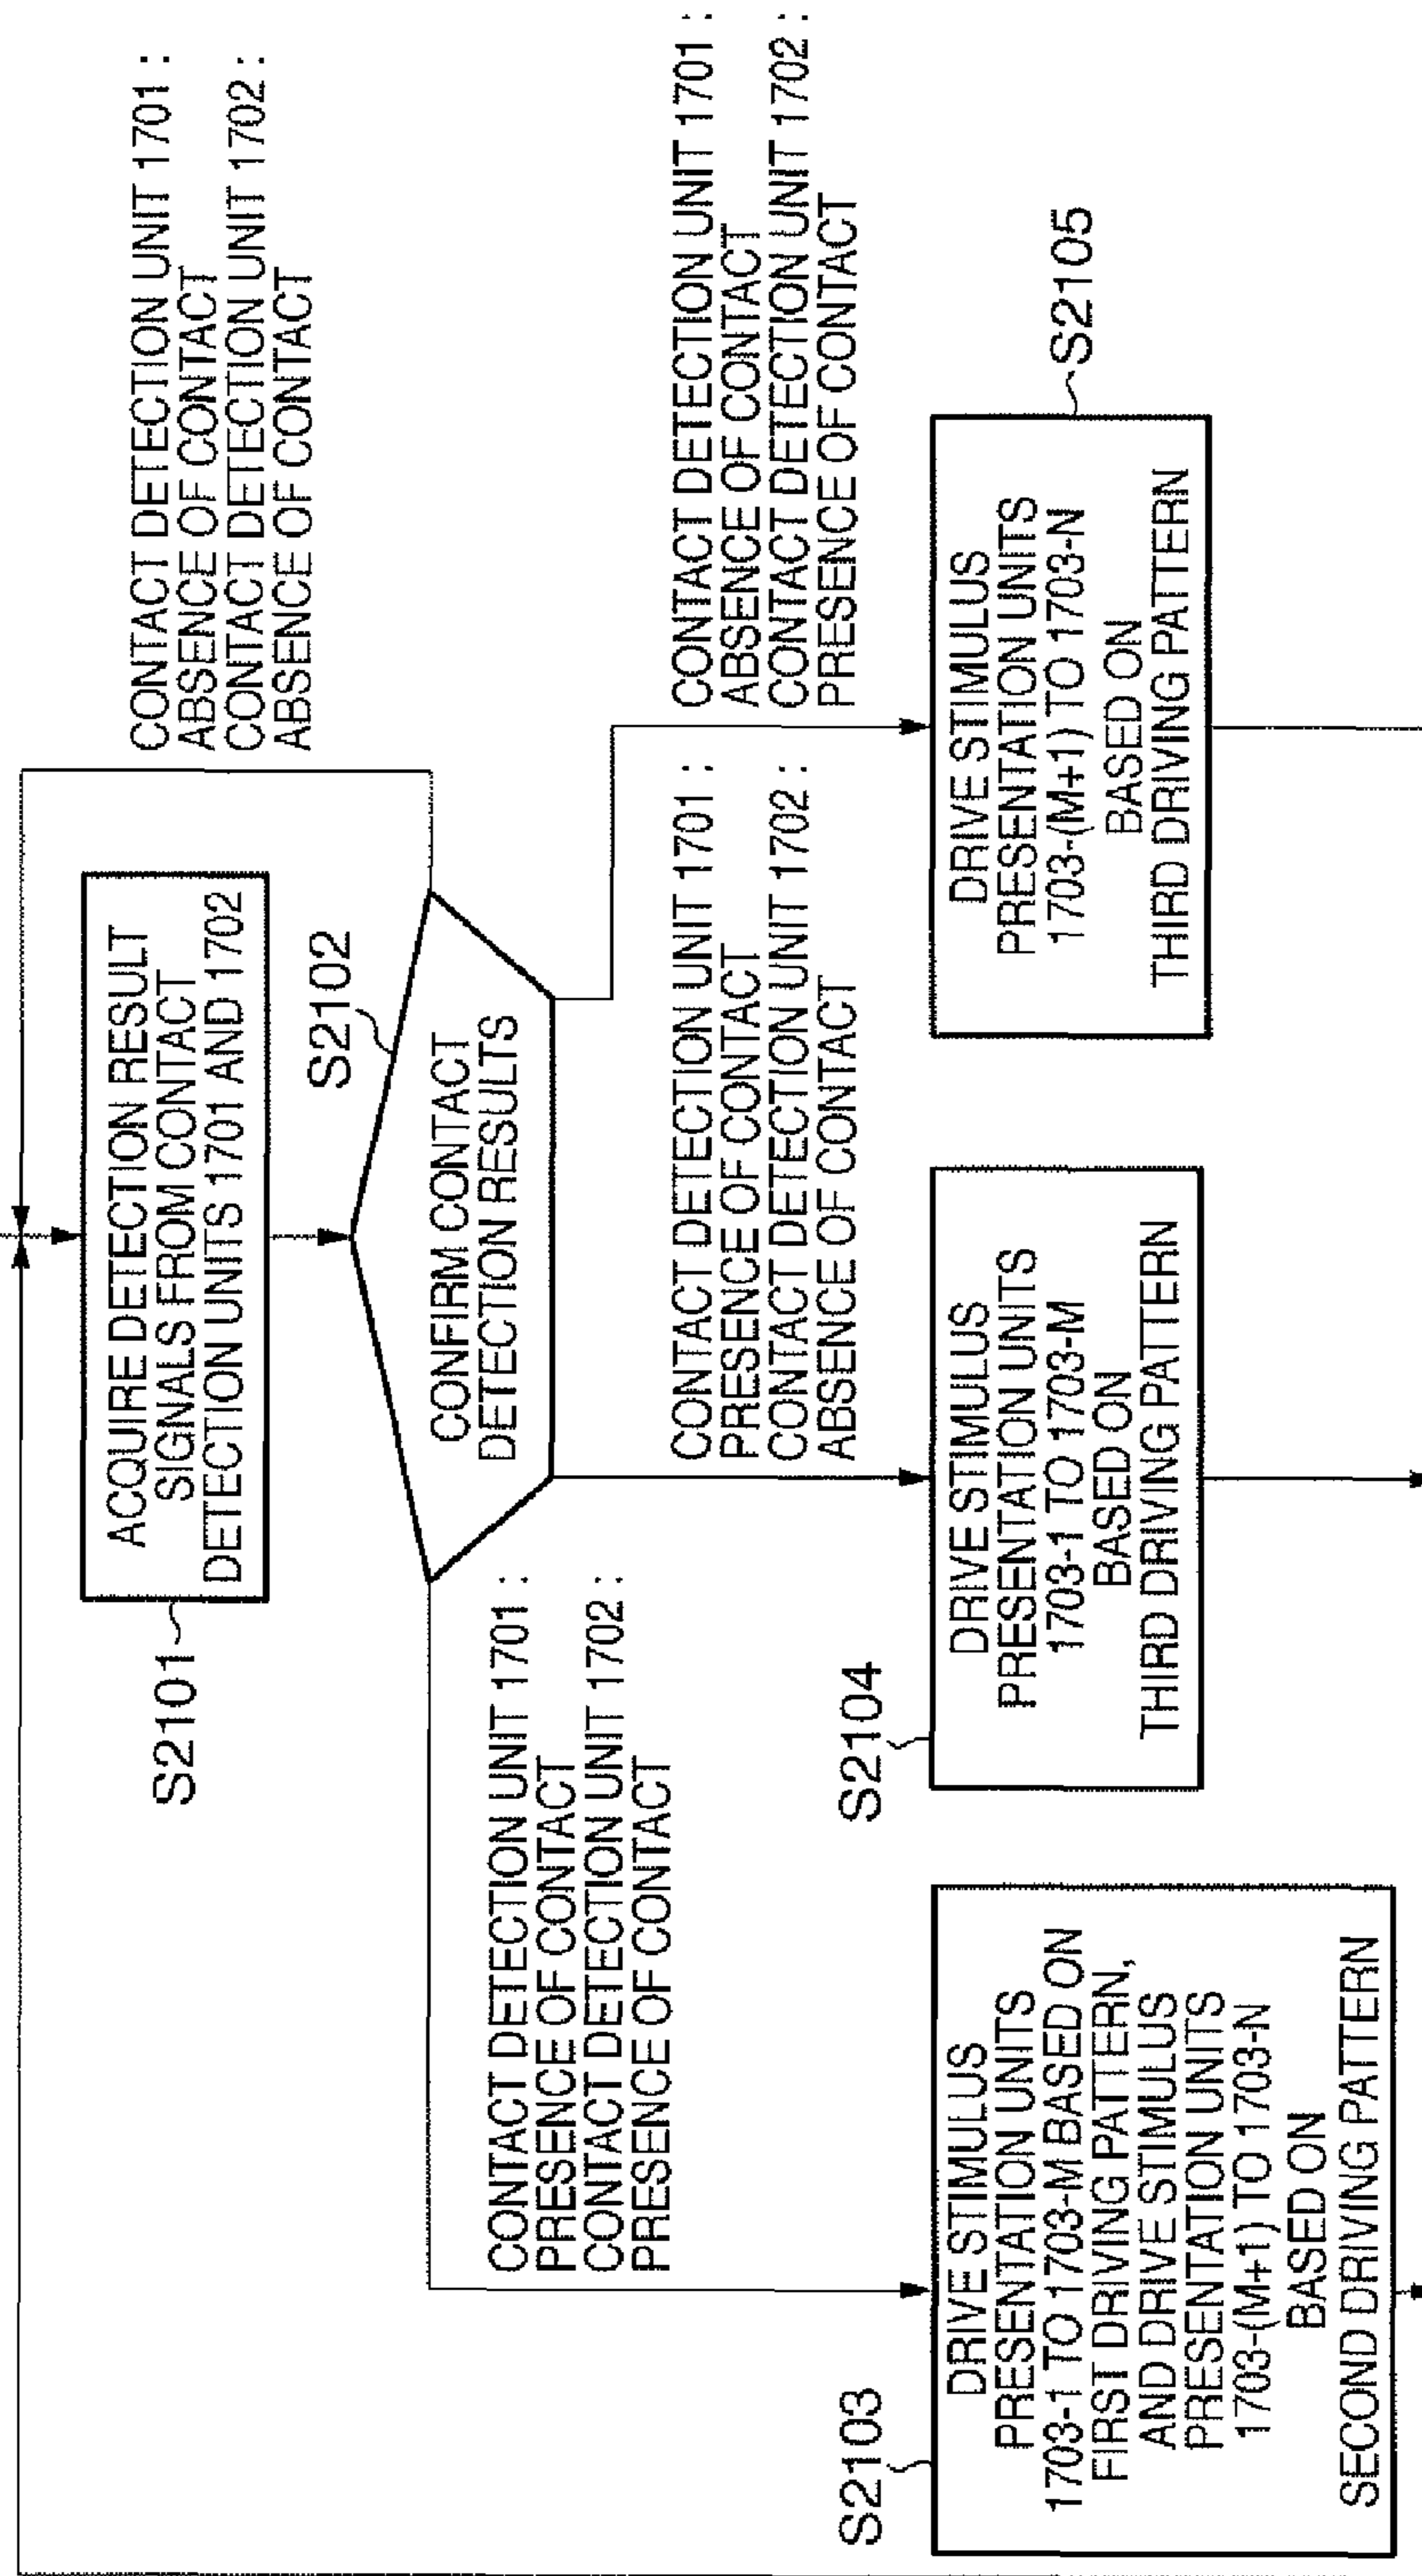 S2101
ACQUIRE DETECTION RESULT
SIGNALS FROM CONTACT
DETECTION UNITS 1701 AND 1702
S2102
CONFIRM CONTACT
DETECTION RESULTS
CONTACT DETECTION UNIT 1701 :
ABSENCE OF CONTACT
CONTACT DETECTION UNIT 1702 :
ABSENCE OF CONTACT
CONTACT DETECTION UNIT 1701 :
PRESENCE OF CONTACT
CONTACT DETECTION UNIT 1702 :
PRESENCE OF CONTACT
CONTACT DETECTION UNIT 1701 :
PRESENCE OF CONTACT
CONTACT DETECTION UNIT 1702 :
ABSENCE OF CONTACT
CONTACT DETECTION UNIT 1701 :
ABSENCE OF CONTACT
CONTACT DETECTION UNIT 1702 :
PRESENCE OF CONTACT
S2103
DRIVE STIMULUS
PRESENTATION UNITS
1703-1 TO 1703-M BASED ON
FIRST DRIVING PATTERN,
AND DRIVE STIMULUS
PRESENTATION UNITS
1703-(M+1) TO 1703-N
BASED ON
SECOND DRIVING PATTERN
S2104
DRIVE STIMULUS
PRESENTATION UNITS
1703-1 TO 1703-M
BASED ON
THIRD DRIVING PATTERN
S2105
DRIVE STIMULUS
PRESENTATION UNITS
1703-(M+1) TO 1703-N
BASED ON
THIRD DRIVING PATTERN